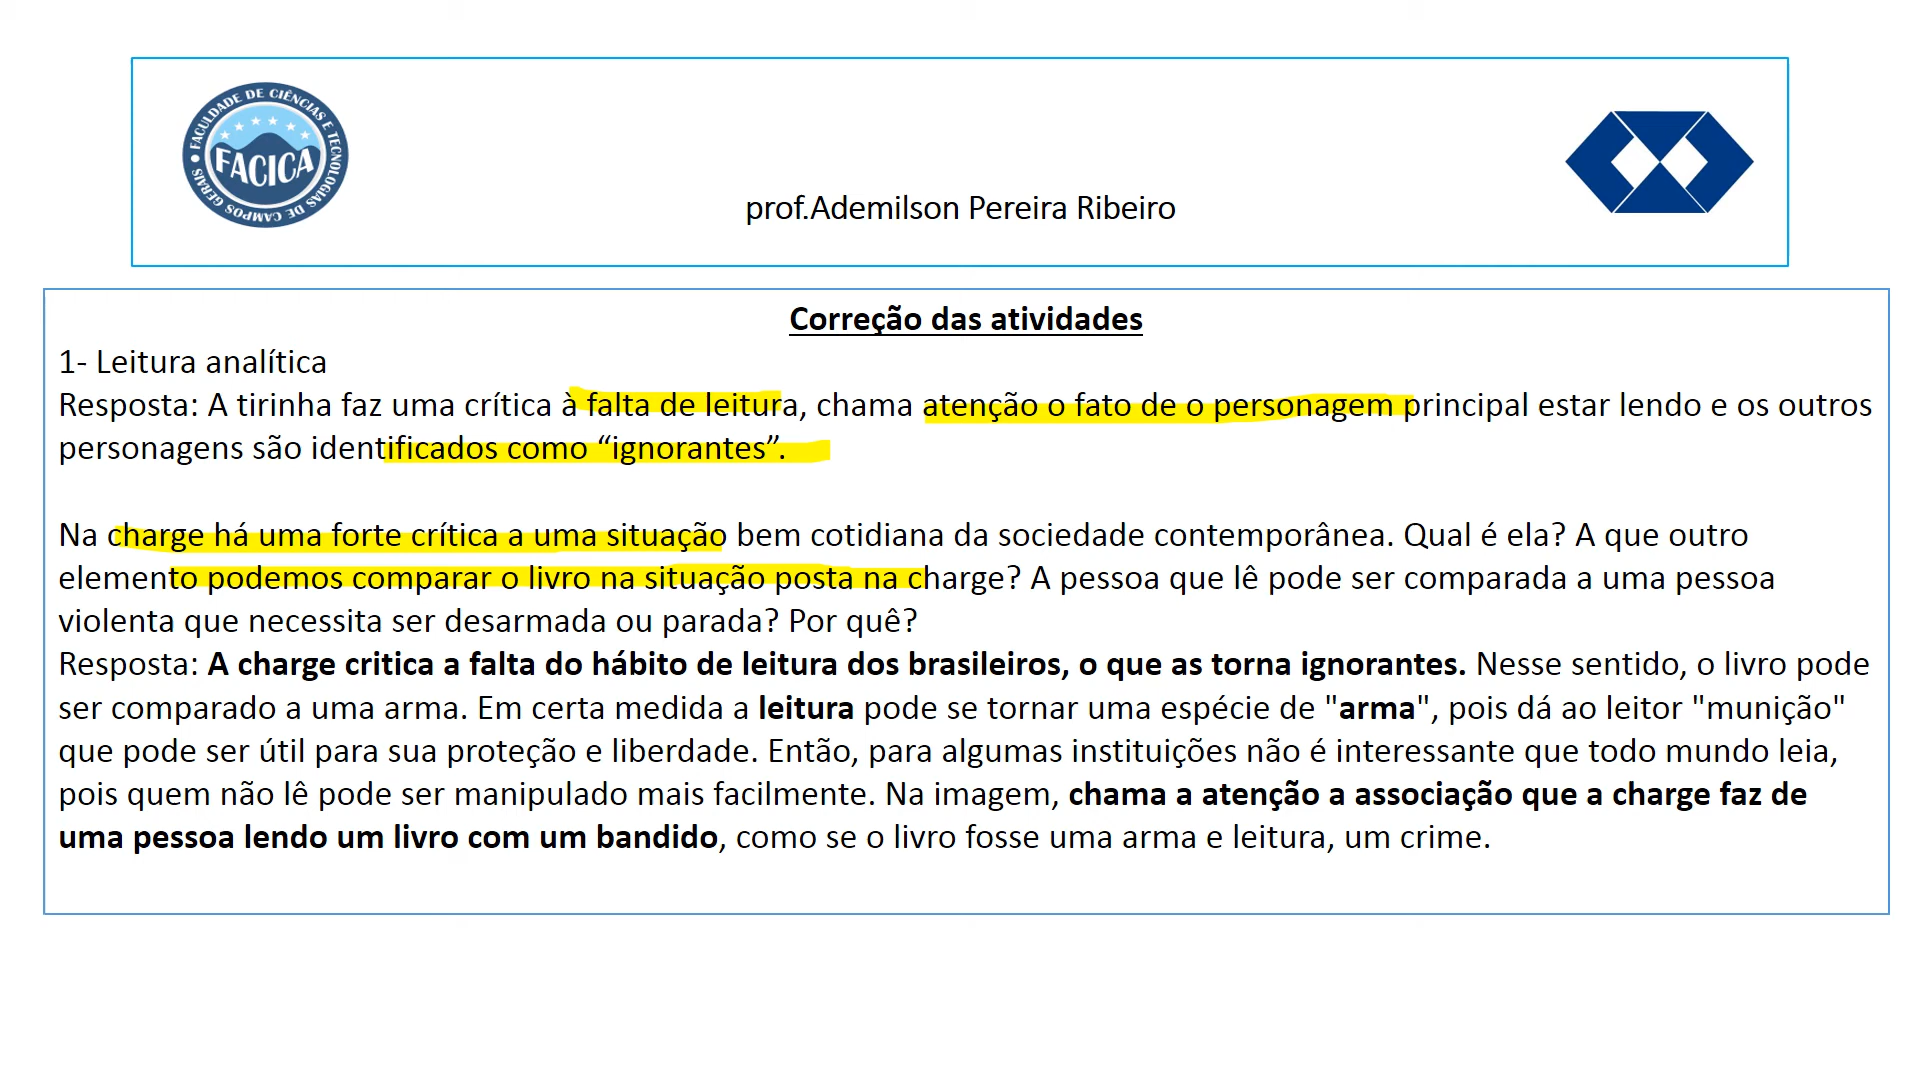 FACULDADE DE CIÊNCIAS E TECNOLOGIAS DE CAMPOS GERAIS
FACICA
prof.Ademilson Pereira Ribeiro
Correção das atividades
1- Leitura analítica
Resposta: A tirinha faz uma crítica à falta de leitura, chama atenção o fato de o personagem principal estar lendo e os outros
personagens são identificados como “ignorantes”.
Na charge há uma forte crítica a uma situação bem cotidiana da sociedade contemporânea. Qual é ela? A que outro
elemento podemos comparar o livro na situação posta na charge? A pessoa que lê pode ser comparada a uma pessoa
violenta que necessita ser desarmada ou parada? Por quê?
Resposta: A charge critica a falta do hábito de leitura dos brasileiros, o que as torna ignorantes. Nesse sentido, o livro pode
ser comparado a uma arma. Em certa medida a leitura pode se tornar uma espécie de "arma", pois dá ao leitor "munição"
que pode ser útil para sua proteção e liberdade. Então, para algumas instituições não é interessante que todo mundo leia,
pois quem não lê pode ser manipulado mais facilmente. Na imagem, chama a atenção a associação que a charge faz de
uma pessoa lendo um livro com um bandido, como se o livro fosse uma arma e leitura, um crime.